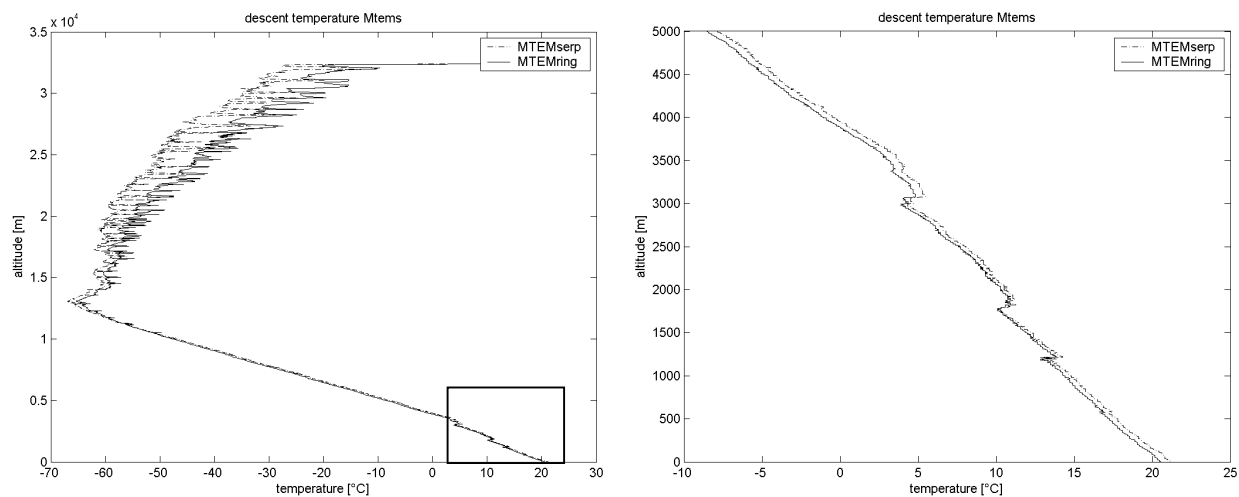 descent temperature Mtems
x 10⁴
3.5
3
2.5
2
1.5
1
0.5
0
altitude [m]
MTEMserp
MTEMring
-70 -60 -50 -40 -30 -20 -10 0 10 20 30
temperature [°C]
descent temperature Mtems
5000
4500
4000
3500
3000
2500
2000
1500
1000
500
0
altitude [m]
MTEMserp
MTEMring
-10 -5 0 5 10 15 20 25
temperature [°C]